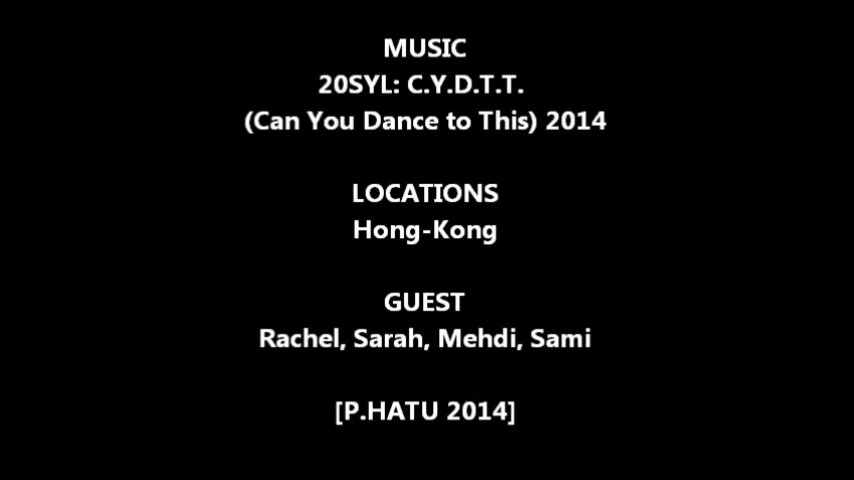 MUSIC
20SYL: C.Y.D.T.T.
(Can You Dance to This) 2014
LOCATIONS
Hong-Kong
GUEST
Rachel, Sarah, Mehdi, Sami
[P.HATU 2014]